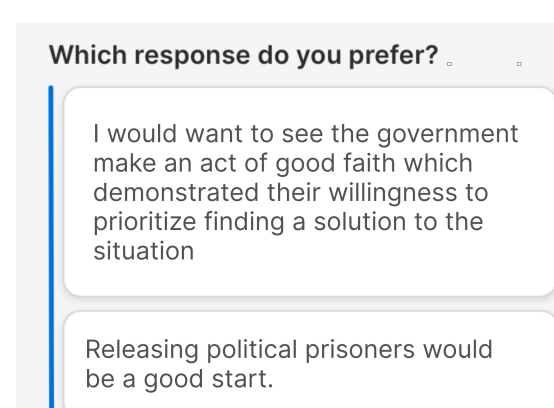 Which response do you prefer?
I would want to see the government
make an act of good faith which
demonstrated their willingness to
prioritize finding a solution to the
situation
Releasing political prisoners would
be a good start.